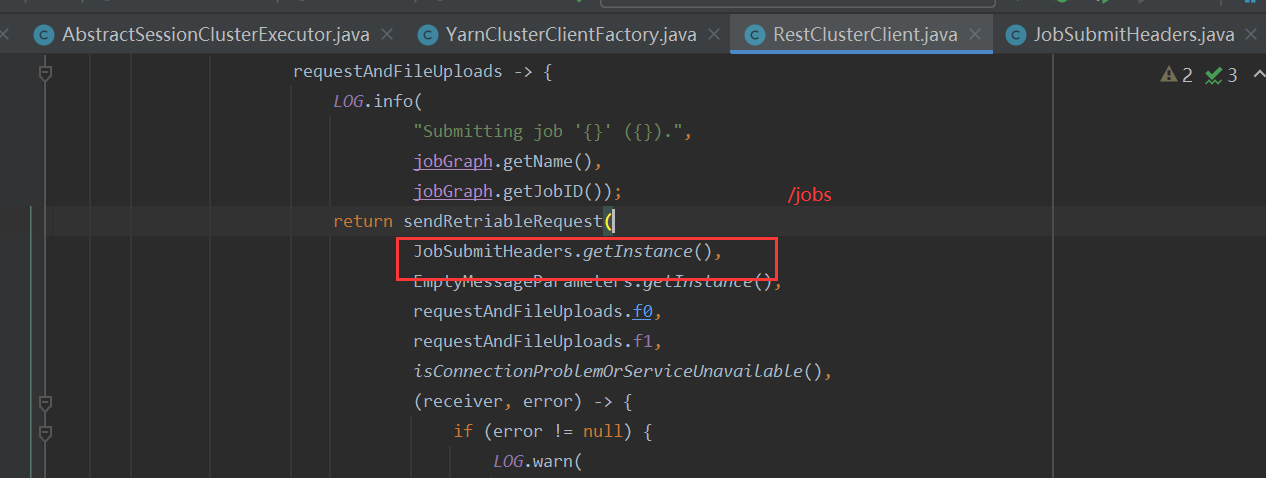 AbstractSessionClusterExecutor.java YarnClusterClientFactory.java RestClusterClient.java JobSubmitHeaders.java
requestAndFileUploads -> { 2 3
LOG.info(
"Submitting job '{}' ({}).",
jobGraph.getName(),
jobGraph.getJobID());
/jobs
return sendRetriableRequest(
JobSubmitHeaders.getInstance(),
EmptyMessageParameters.getInstance(),
requestAndFileUploads.f0,
requestAndFileUploads.f1,
isConnectionProblemOrServiceUnavailable(),
(receiver, error) -> {
if (error != null) {
LOG.warn(